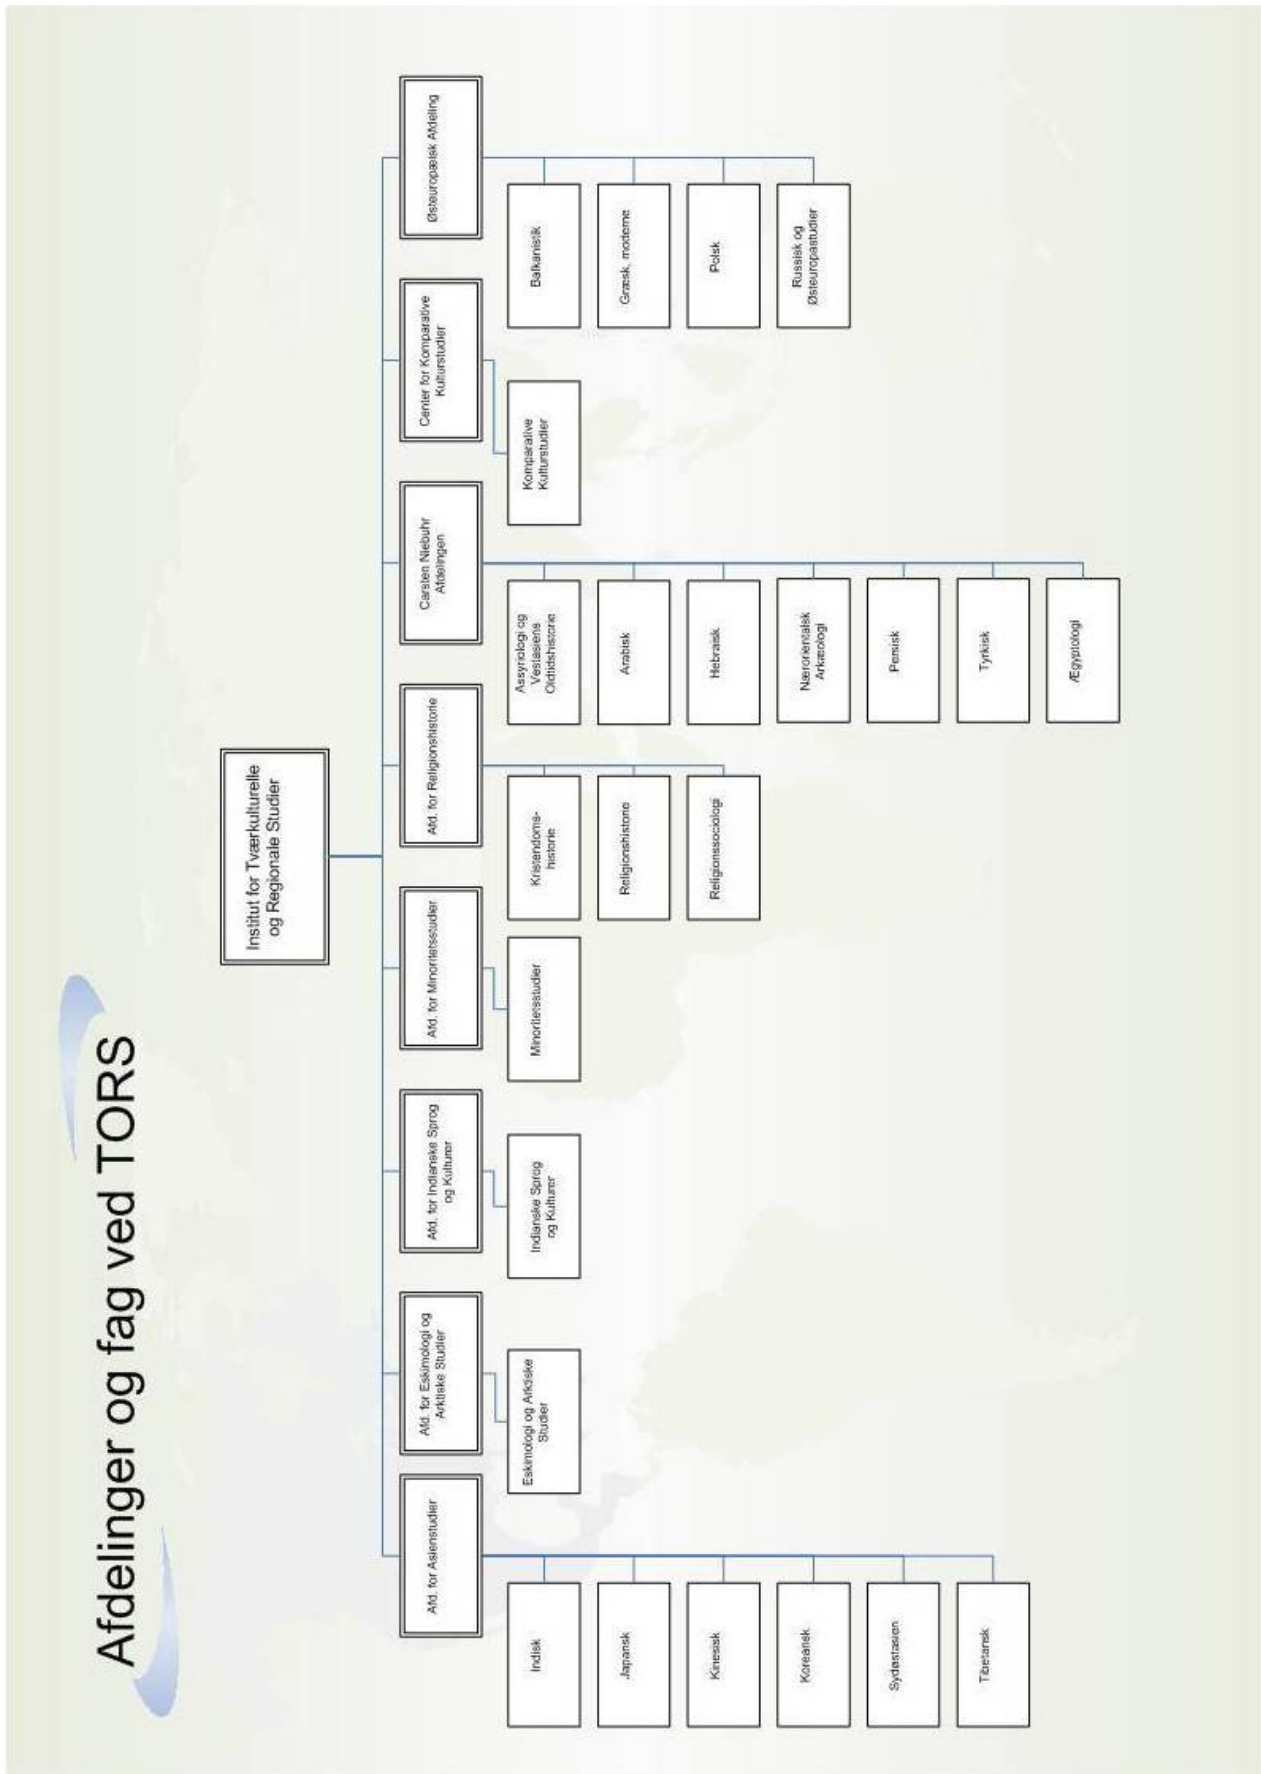 Afdelinger og fag ved TORS
Institut for Tværkulturelle
og Regionale Studier
Afd. for Asienstudier
Indisk
Japansk
Kinesisk
Koreansk
Sydøstasien
Tibetansk
Afd. for Eskimologi og
Arktiske Studier
Eskimologi og Arktiske
Studier
Afd. for Indianske Sprog
og Kulturer
Indianske Sprog
og Kulturer
Afd. for Minoritetsstudier
Minoritetsstudier
Afd. for Religionshistorie
Kristendoms-
historie
Religionshistorie
Religionssociologi
Carsten Niebuhr
Afdelingen
Assyriologi og
Vestasiens
Oldtidshistorie
Arabisk
Hebraisk
Nærorientalsk
Arkæologi
Persisk
Tyrkisk
Ægyptologi
Center for Komparative
Kulturstudier
Komparative
Kulturstudier
Østeuropæisk Afdeling
Balkanistik
Græsk, moderne
Polsk
Russisk og
Østeuropastudier